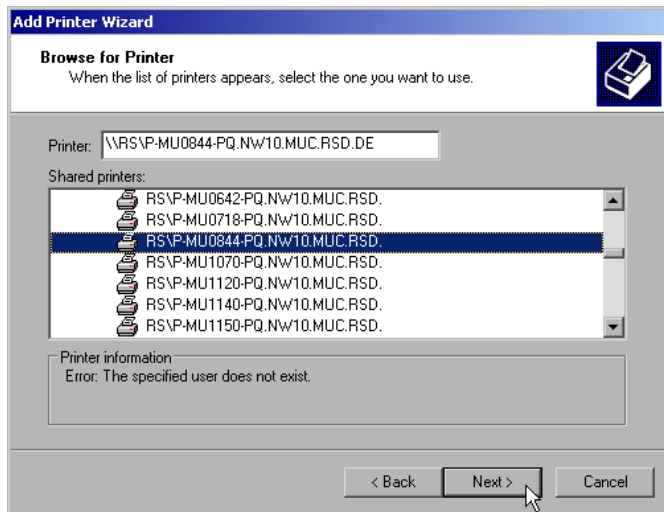 Add Printer Wizard
Browse for Printer
When the list of printers appears, select the one you want to use.
Printer: \\RS\P-MU0844-PQ.NW10.MUC.RSD.DE
Shared printers:
RS\P-MU0642-PQ.NW10.MUC.RSD.
RS\P-MU0718-PQ.NW10.MUC.RSD.
RS\P-MU0844-PQ.NW10.MUC.RSD.
RS\P-MU1070-PQ.NW10.MUC.RSD.
RS\P-MU1120-PQ.NW10.MUC.RSD.
RS\P-MU1140-PQ.NW10.MUC.RSD.
RS\P-MU1150-PQ.NW10.MUC.RSD.
Printer information
Error: The specified user does not exist.
< Back Next > Cancel